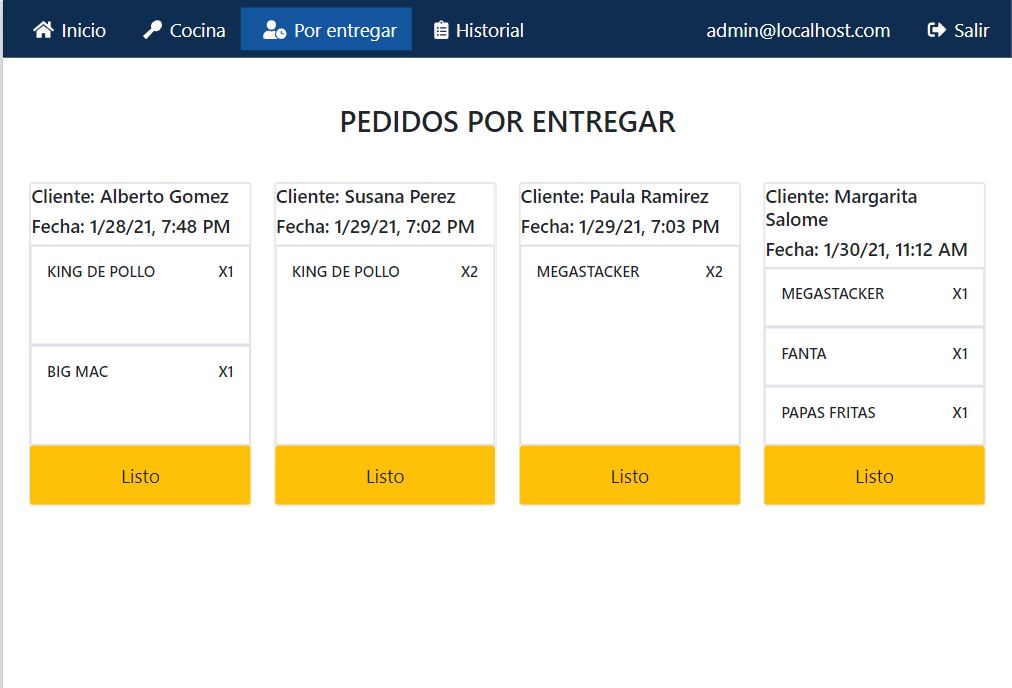 Inicio Cocina Por entregar Historial admin@localhost.com Salir
PEDIDOS POR ENTREGAR
Cliente: Alberto Gomez
Fecha: 1/28/21, 7:48 PM
KING DE POLLO X1
BIG MAC X1
Listo
Cliente: Susana Perez
Fecha: 1/29/21, 7:02 PM
KING DE POLLO X2
Listo
Cliente: Paula Ramirez
Fecha: 1/29/21, 7:03 PM
MEGASTACKER X2
Listo
Cliente: Margarita
Salome
Fecha: 1/30/21, 11:12 AM
MEGASTACKER X1
FANTA X1
PAPAS FRITAS X1
Listo